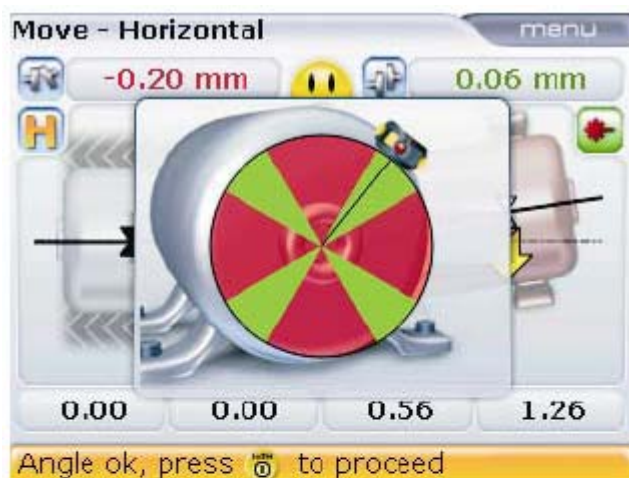 Move - Horizontal menu
-0.20 mm 0.06 mm
H
0.00 0.00 0.56 1.26
Angle ok, press to proceed